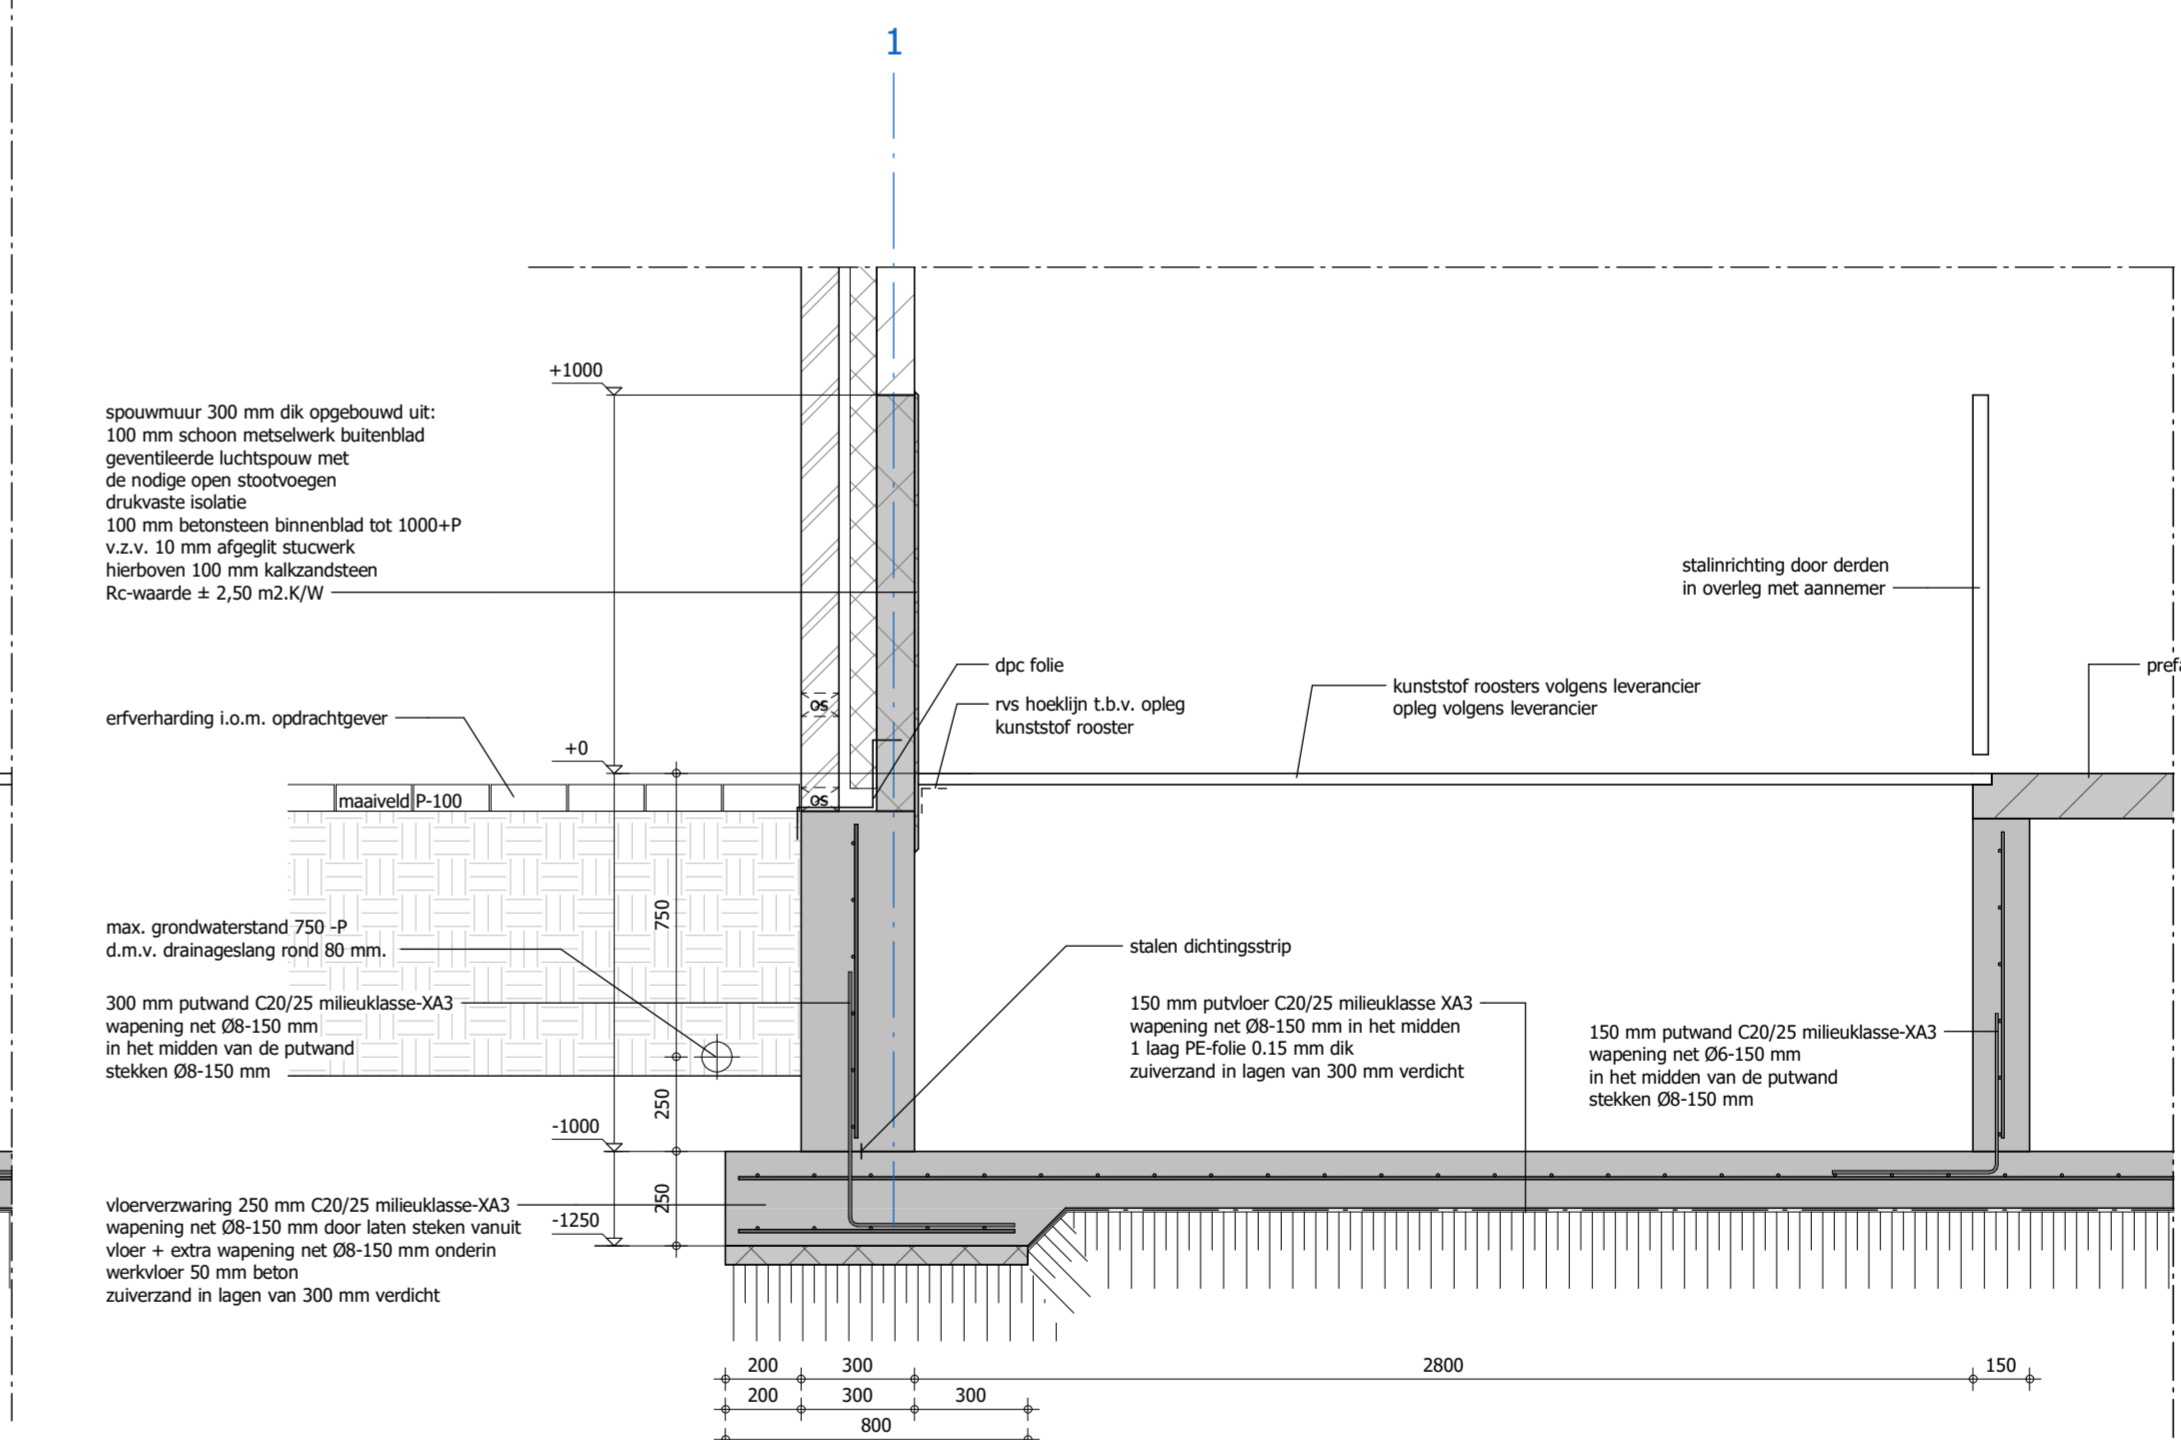 1
+1000
spouwmuur 300 mm dik opgebouwd uit:
100 mm schoon metselwerk buitenblad
geventileerde luchtspouw met
de nodige open stootvoegen
drukvaste isolatie
100 mm betonsteen binnenblad tot 1000+P
v.z.v. 10 mm afgeglit stucwerk
hierboven 100 mm kalkzandsteen
Rc-waarde ± 2,50 m2.K/W
stalinrichting door derden
in overleg met aannemer
dpc folie
rvs hoeklijn t.b.v. opleg
kunststof rooster
kunststof roosters volgens leverancier
opleg volgens leverancier
prefa
os
erfverharding i.o.m. opdrachtgever
+0
maaiveld P-100
os
max. grondwaterstand 750 -P
d.m.v. drainageslang rond 80 mm.
750
stalen dichtingsstrip
300 mm putwand C20/25 milieuklasse-XA3
wapening net Ø8-150 mm
in het midden van de putwand
stekken Ø8-150 mm
150 mm putvloer C20/25 milieuklasse XA3
wapening net Ø8-150 mm in het midden
1 laag PE-folie 0.15 mm dik
zuiverzand in lagen van 300 mm verdicht
150 mm putwand C20/25 milieuklasse-XA3
wapening net Ø6-150 mm
in het midden van de putwand
stekken Ø8-150 mm
250
-1000
250
-1250
vloerverzwaring 250 mm C20/25 milieuklasse-XA3
wapening net Ø8-150 mm door laten steken vanuit
vloer + extra wapening net Ø8-150 mm onderin
werkvloer 50 mm beton
zuiverzand in lagen van 300 mm verdicht
200 300 2800 150
200 300 300
800